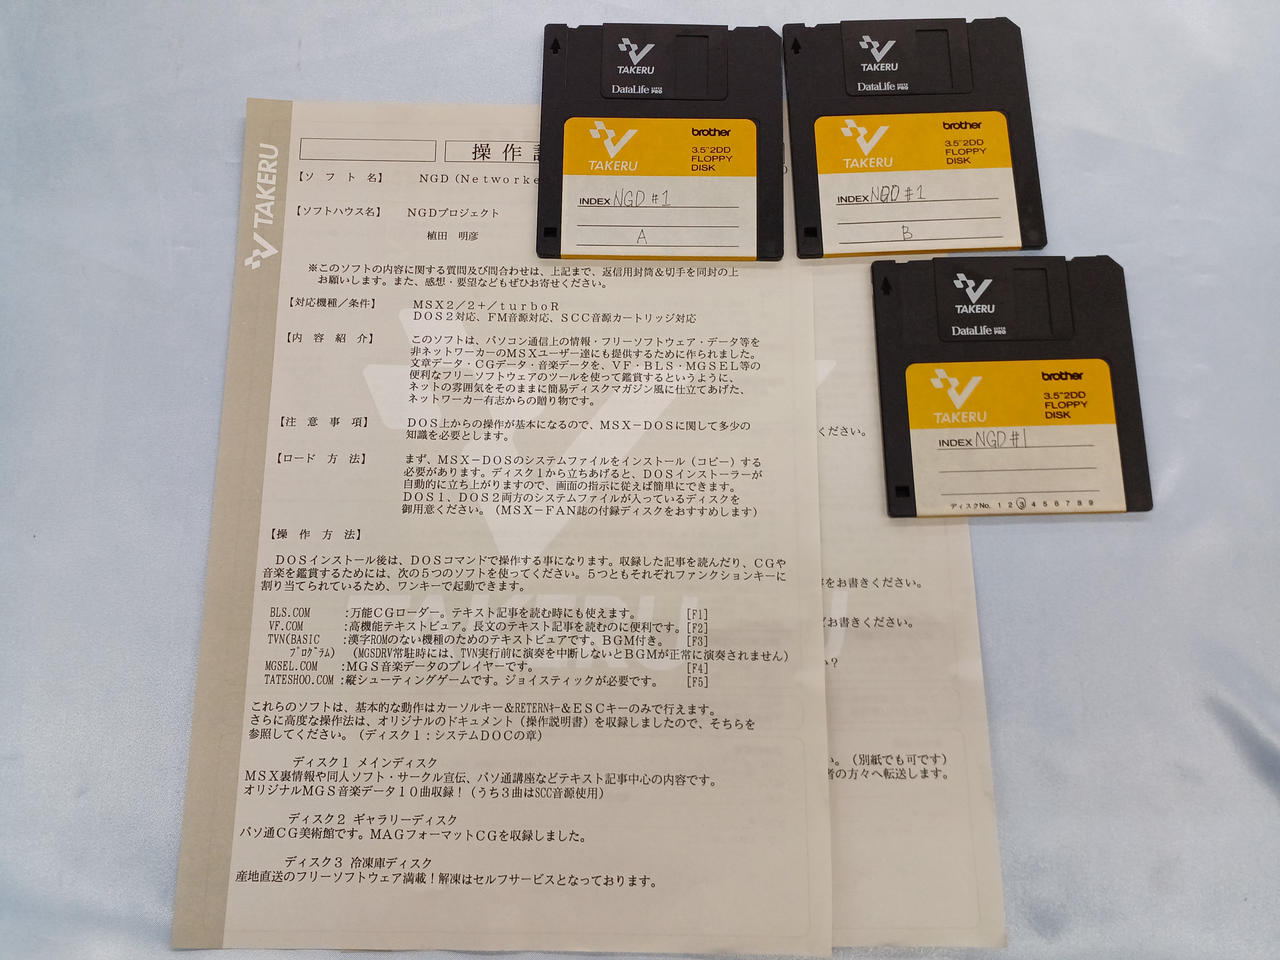 TAKERU
操作説
【ソフト名】 NGD(Networke
【ソフトハウス名】 NGDプロジェクト
植田 明彦
※このソフトの内容に関する質問及び問合わせは、上記まで、返信用封筒&切手を同封の上
お願いします。また、感想・要望などもぜひお寄せください。
【対応機種/条件】 MSX2/2+/turboR
DOS2対応、FM音源対応、SCC音源カートリッジ対応
【内容紹介】 このソフトは、パソコン通信上の情報・フリーソフトウェア・データ等を
非ネットワーカーのMSXユーザー達にも提供するために作られました。
文章データ・CGデータ・音楽データを、VF・BLS・MGSEL等の
便利なフリーソフトウェアのツールを使って鑑賞するというように、
ネットの雰囲気をそのままに簡易ディスクマガジン風に仕立てあげた、
ネットワーカー有志からの贈り物です。
【注意事項】 DOS上からの操作が基本になるので、MSX-DOSに関して多少の
知識を必要とします。
【ロード方法】 まず、MSX-DOSのシステムファイルをインストール(コピー)する
必要があります。ディスク1から立ちあげると、DOSインストーラーが
自動的に立ち上がりますので、画面の指示に従えば簡単にできます。
DOS1、DOS2両方のシステムファイルが入っているディスクを
御用意ください。(MSX-FAN誌の付録ディスクをおすすめします)
【操作方法】
DOSインストール後は、DOSコマンドで操作する事になります。収録した記事を読んだり、CGや
音楽を鑑賞するためには、次の5つのソフトを使ってください。5つともそれぞれファンクションキーに
割り当てられているため、ワンキーで起動できます。
BLS.COM :万能CGローダー。テキスト記事を読む時にも使えます。 [F1]
VF.COM :高機能テキストビュア。長文のテキスト記事を読むのに便利です。[F2]
TVN(BASIC :漢字ROMのない機種のためのテキストビュアです。BGM付き。 [F3]
プログラム) (MGSDRV常駐時には、TVN実行前に演奏を中断しないとBGMが正常に演奏されません)
MGSEL.COM :MGS音楽データのプレイヤーです。 [F4]
TATESHOO.COM :縦シューティングゲームです。ジョイスティックが必要です。 [F5]
これらのソフトは、基本的な動作はカーソルキー&RETERNキー&ESCキーのみで行えます。
さらに高度な操作法は、オリジナルのドキュメント(操作説明書)を収録しましたので、そちらを
参照してください。(ディスク1:システムDOCの章)
ディスク1 メインディスク
MSX裏情報や同人ソフト・サークル宣伝、パソ通講座などテキスト記事中心の内容です。
オリジナルMGS音楽データ10曲収録!(うち3曲はSCC音源使用)
ディスク2 ギャラリーディスク
パソ通CG美術館です。MAGフォーマットCGを収録しました。
ディスク3 冷凍庫ディスク
産地直送のフリーソフトウェア満載!解凍はセルフサービスとなっております。
TAKERU
ください。
をお書きください。
お書きください。
か?
い。(別紙でも可です)
者の方々へ転送します。
TAKERU
DataLife SUPER PRO
TAKERU
brother
3.5"2DD
FLOPPY
DISK
INDEX NGD #1
A
TAKERU
DataLife SUPER PRO
TAKERU
brother
3.5"2DD
FLOPPY
DISK
INDEX NGD #1
B
TAKERU
DataLife SUPER PRO
TAKERU
brother
3.5"2DD
FLOPPY
DISK
INDEX NGD #1
ディスクNo. 1 2 3 4 5 6 7 8 9